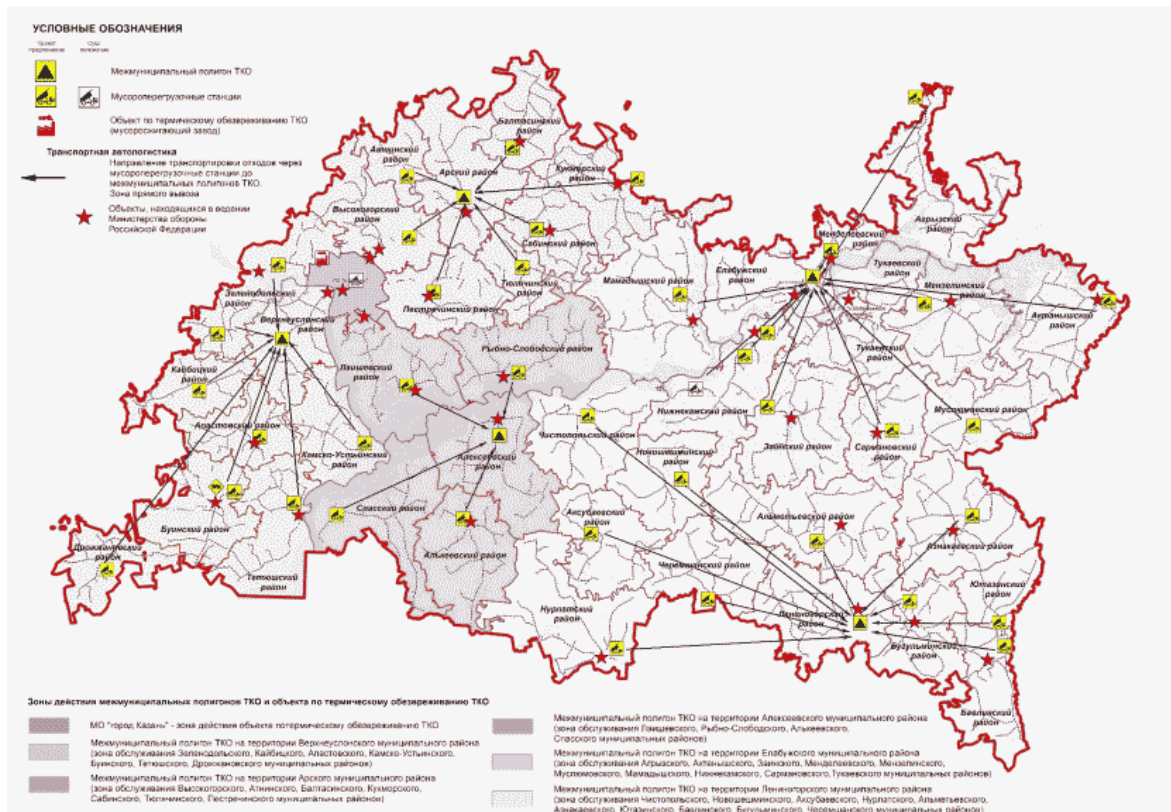 УСЛОВНЫЕ ОБОЗНАЧЕНИЯ
Межмуниципальный полигон ТКО
Мусороперегрузочные станции
Объект по термическому обезвреживанию ТКО
(мусоросжигающий завод)
Транспортная автологистика
Направление транспортировки отходов через
мусороперегрузочные станции до
межмуниципальных полигонов ТКО.
Зона прямого вывоза
Объекты, находящихся в ведении
Министерства обороны
Российской Федерации
Балтасинский
район
Атнинский
район
Арский район
Кукморский
район
Высокогорский
район
Сабинский район
Тюлячинский
район
Пестречинский район
Зеленодольский
район
Верхнеуслонский
район
Кайбицкий
район
Апастовский район
Камско-Устьинский
район
Буинский район
Дрожжановский
район
Тетюшский
район
Лаишевский
район
Рыбно-Слободский район
Алексеевский
район
Спасский район
Алькеевский район
Мамадышский район
Елабужский
район
Менделеевский
район
Агрызский
район
Тукаевский
район
Мензелинский
район
Актанышский
район
Тукаевский
район
Муслюмовский
район
Нижнекамский район
Заинский
район
Сармановский
район
Чистопольский
район
Новошешминский
район
Аксубаевский
район
Альметьевский район
Азнакаевский район
Черемшанский район
Нурлатский
район
Лениногорский
район
Ютазинский
район
Бугульминский
район
Бавлинский
район
Зоны действия межмуниципальных полигонов ТКО и объекта по термическому обезвреживанию ТКО
МО "город Казань" - зона действия объекта потермическому обезвреживанию ТКО
Межмуниципальный полигон ТКО на территории Верхнеуслонского муниципального района
(зона обслуживания Зеленодольского, Кайбицкого, Апастовского, Камско-Устьинского,
Буинского, Тетюшского, Дрожжановского муниципальных районов)
Межмуниципальный полигон ТКО на территории Арского муниципального района
(зона обслуживания Высокогорского, Атнинского, Балтасинского, Кукморского,
Сабинского, Тюлячинского, Пестречинского муниципальных районов)
Межмуниципальный полигон ТКО на территории Алексеевского муниципального района
(зона обслуживания Лаишевского, Рыбно-Слободского, Алькеевского,
Спасского муниципальных районов)
Межмуниципальный полигон ТКО на территории Елабужского муниципального района
(зона обслуживания Агрызского, Актанышского, Заинского, Менделеевского, Мензелинского,
Муслюмовского, Мамадышского, Нижнекамского, Сармановского, Тукаевского муниципальных районов)
Межмуниципальный полигон ТКО на территории Лениногорского муниципального района
(зона обслуживания Чистопольского, Новошешминского, Аксубаевского, Нурлатского, Альметьевского,
Азнакаевского, Ютазинского, Бавлинского, Бугульминского, Черемшанского муниципальных районов)